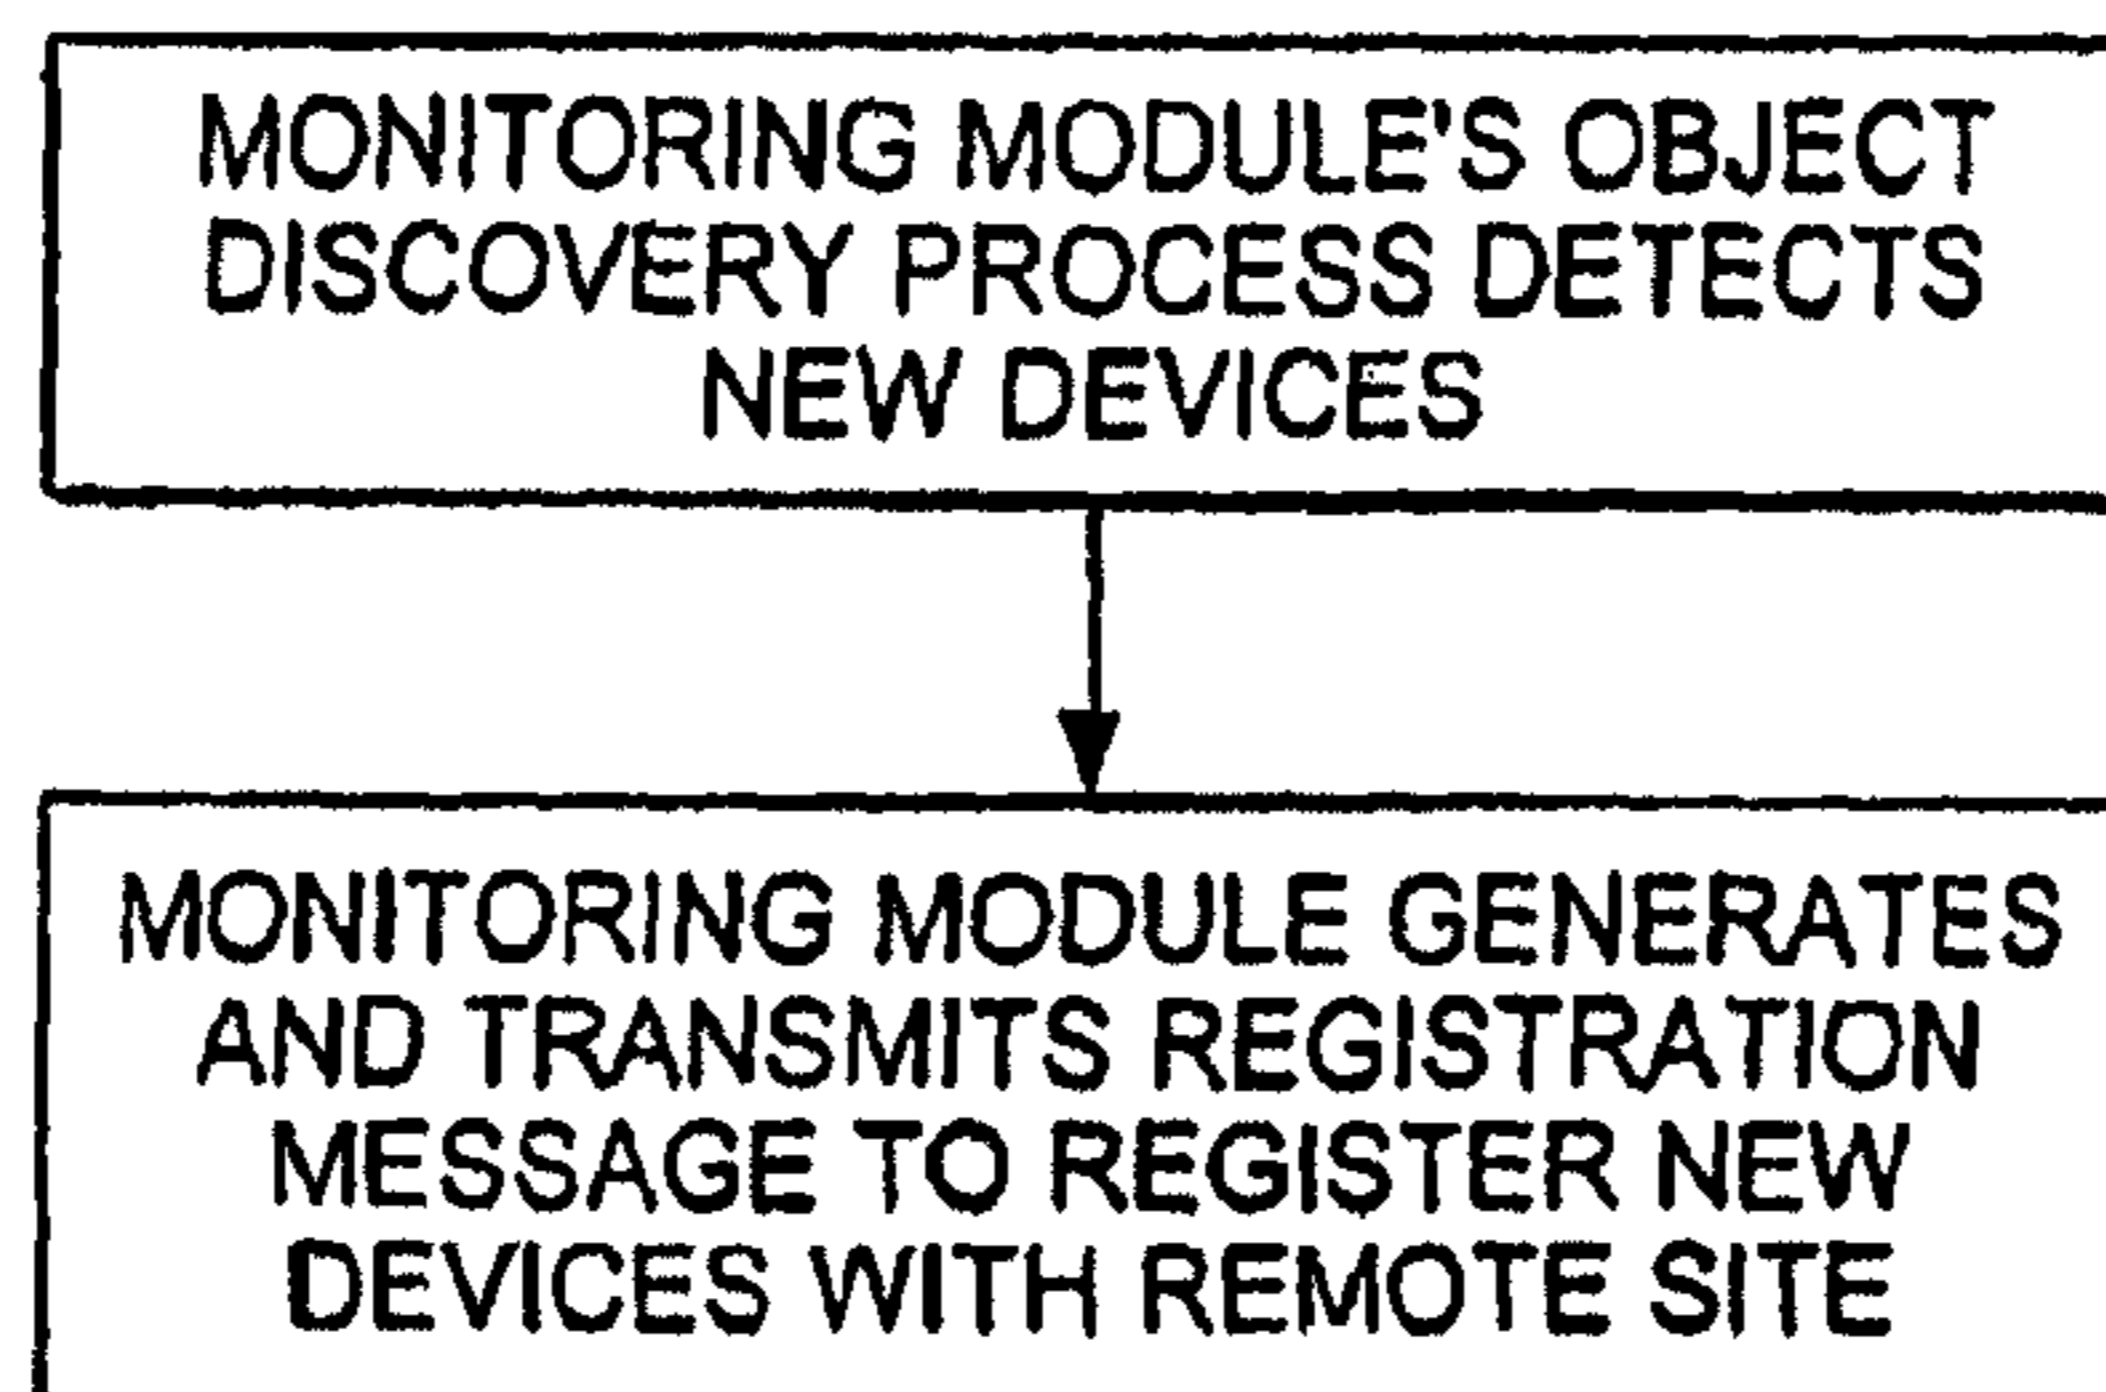 MONITORING MODULE'S OBJECT
DISCOVERY PROCESS DETECTS
NEW DEVICES
MONITORING MODULE GENERATES
AND TRANSMITS REGISTRATION
MESSAGE TO REGISTER NEW
DEVICES WITH REMOTE SITE